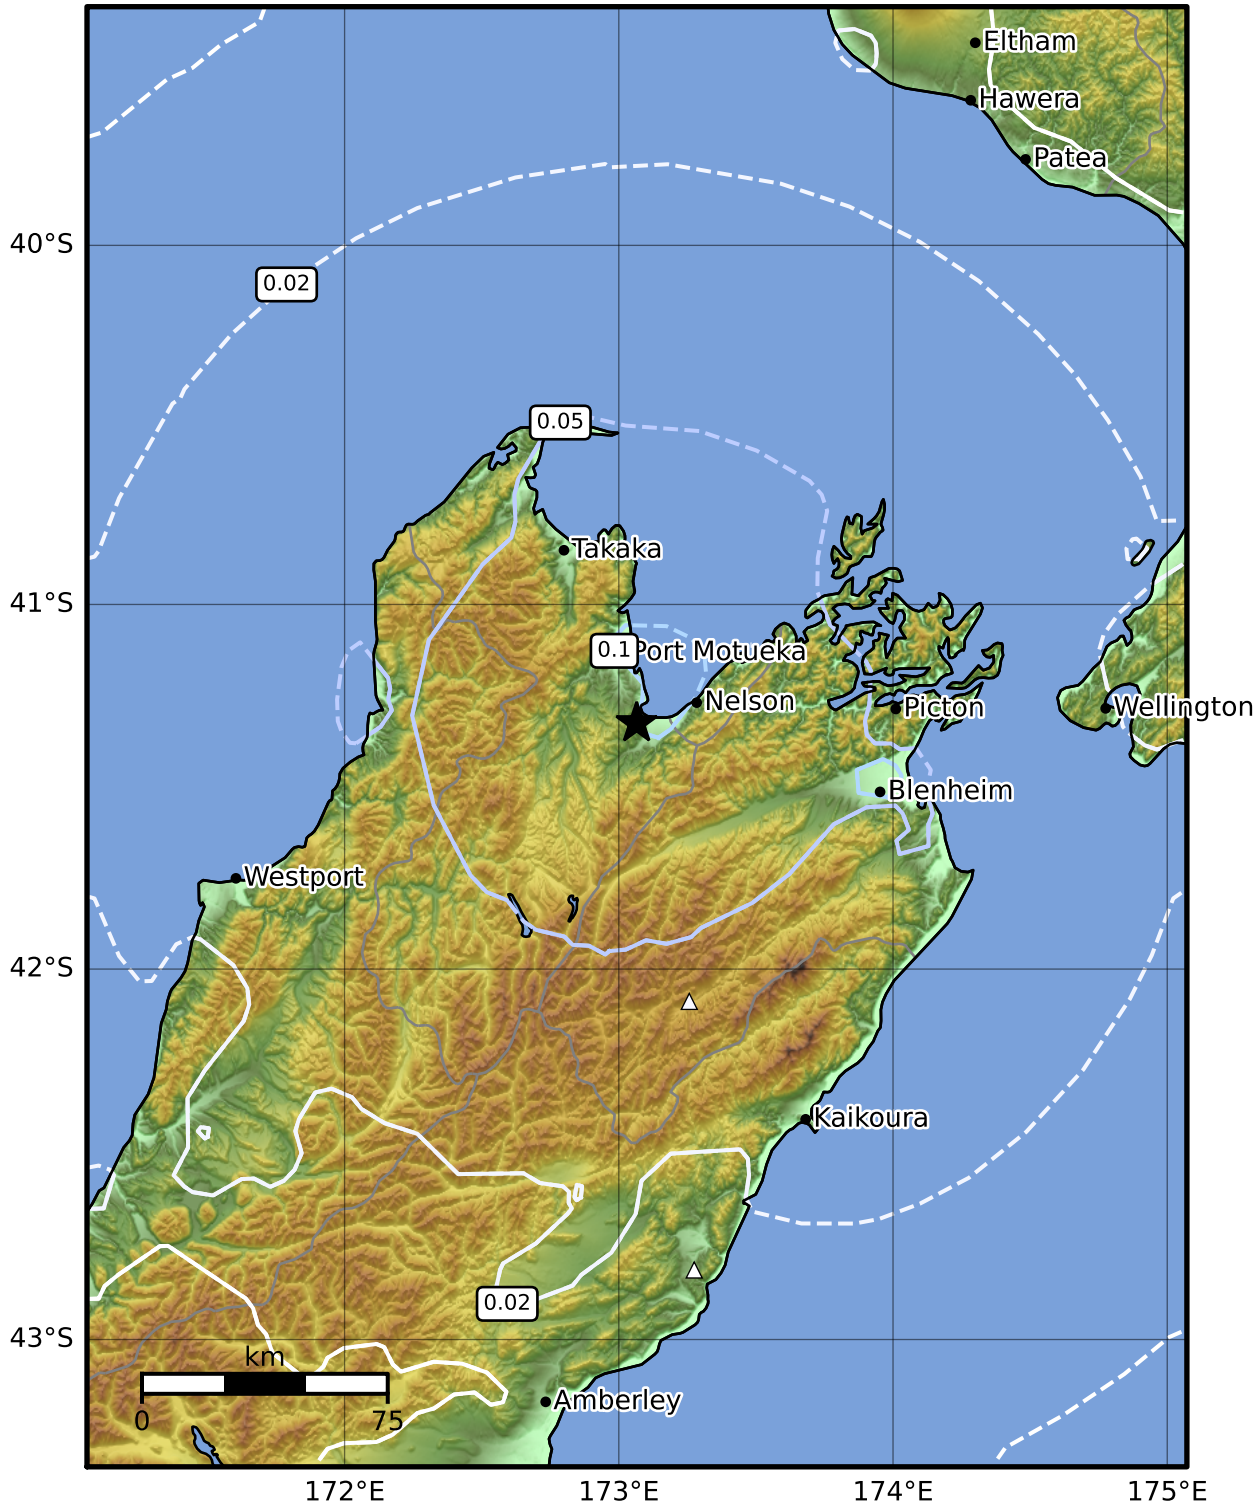 Eltham
Hawera
Patea
40°S
0.02
0.05
Takaka
41°S
0.1
Port Motueka
Nelson
Picton
Wellington
Blenheim
Westport
42°S
Kaikoura
0.02
43°S
km
0
75
Amberley
172°E
173°E
174°E
175°E